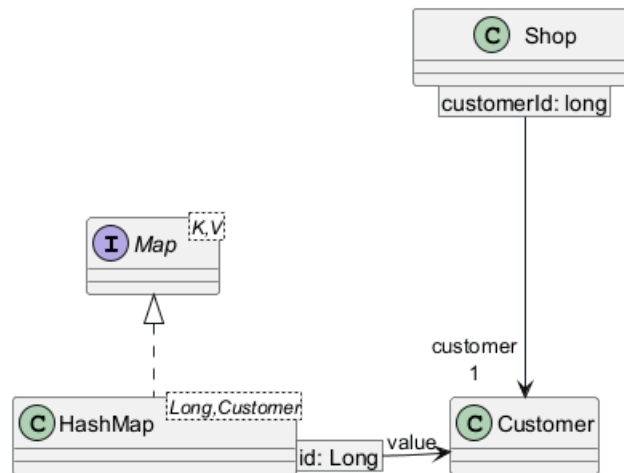 C Shop
customerId: long
I Map K,V
customer
1
C HashMap Long,Customer
id: Long value
C Customer